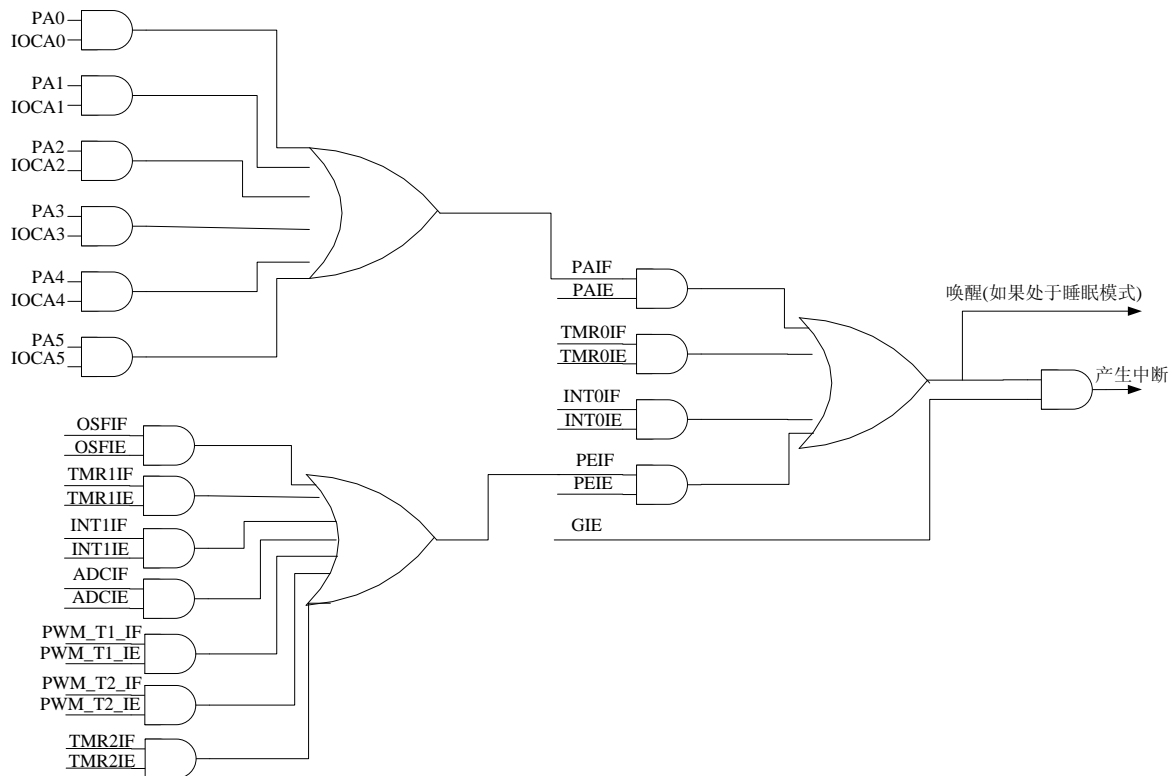 PA0
IOCA0
PA1
IOCA1
PA2
IOCA2
PA3
IOCA3
PA4
IOCA4
PA5
IOCA5
OSFIF
OSFIE
TMR1IF
TMR1IE
INT1IF
INT1IE
ADCIF
ADCIE
PWM_T1_IF
PWM_T1_IE
PWM_T2_IF
PWM_T2_IE
TMR2IF
TMR2IE
PAIF
PAIE
TMR0IF
TMR0IE
INT0IF
INT0IE
PEIF
PEIE
GIE
唤醒(如果处于睡眠模式)
产生中断